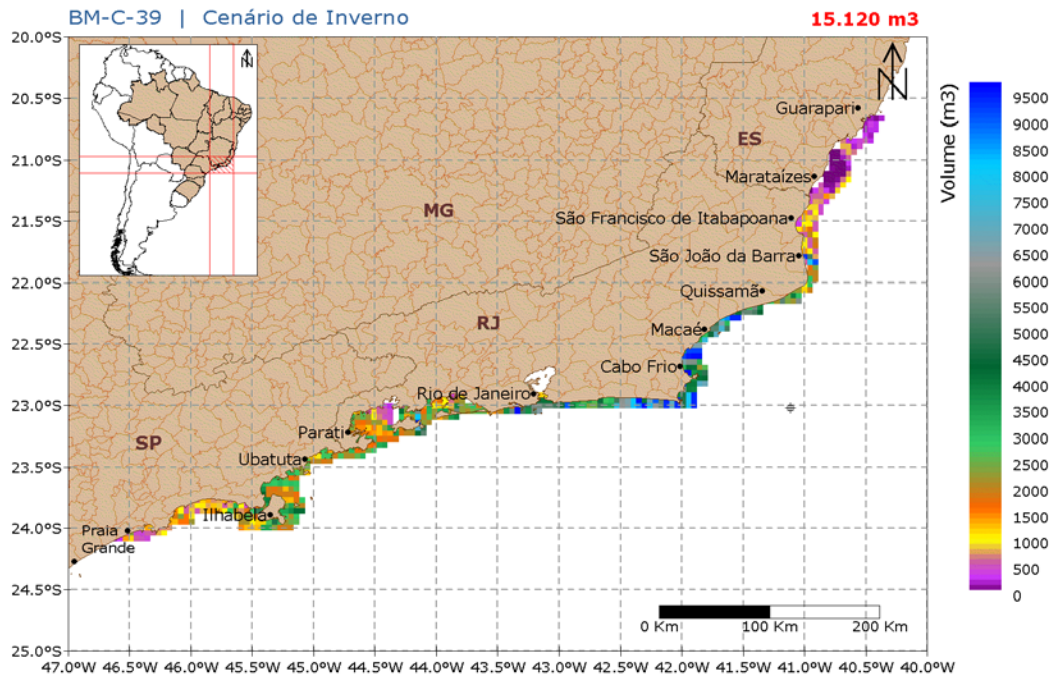 BM-C-39 | Cenário de Inverno
15.120 m3
20.0°S
20.5°S
21.0°S
21.5°S
22.0°S
22.5°S
23.0°S
23.5°S
24.0°S
24.5°S
25.0°S
N
N
Guarapari
ES
Marataízes
MG
São Francisco de Itabapoana
São João da Barra
Quissamã
RJ
Macaé
Cabo Frio
Rio de Janeiro
Parati
SP
Ubatuta
Ilhabela
Praia
Grande
0 Km 100 Km 200 Km
47.0°W 46.5°W 45.5°W 45.0°W 44.5°W 44.0°W 43.5°W 43.0°W 42.5°W 42.0°W 41.5°W 41.0°W 40.5°W 40.0°W
Volume (m3)
9500
9000
8500
8000
7500
7000
6500
6000
5500
5000
4500
4000
3500
3000
2500
2000
1500
1000
500
0